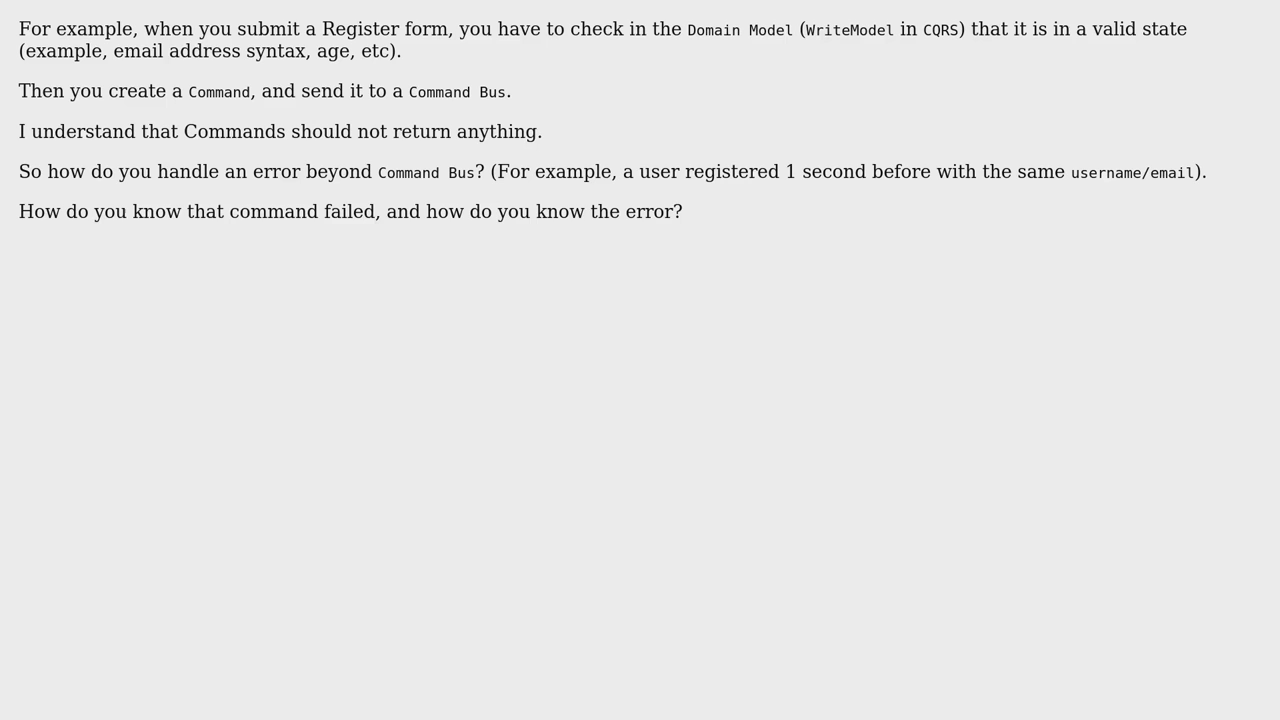 For example, when you submit a Register form, you have to check in the Domain Model (WriteModel in CQRS) that it is in a valid state
(example, email address syntax, age, etc).
Then you create a Command, and send it to a Command Bus.
I understand that Commands should not return anything.
So how do you handle an error beyond Command Bus? (For example, a user registered 1 second before with the same username/email).
How do you know that command failed, and how do you know the error?